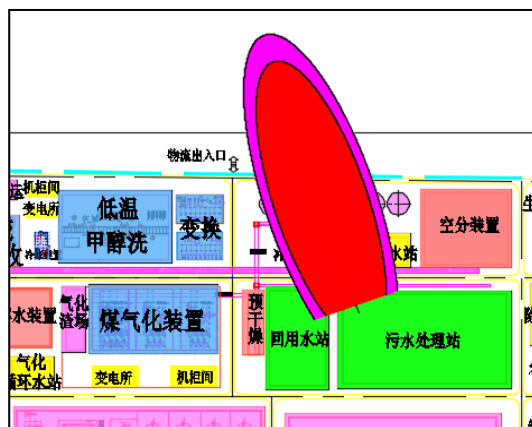 物流出入口
机柜间
变电所
低温
甲醇洗
变换
空分装置
水站
气化
渣场
煤气化装置
预
干
燥
回用水站
污水处理站
水装置
气化
循环水站
变电所
机柜间